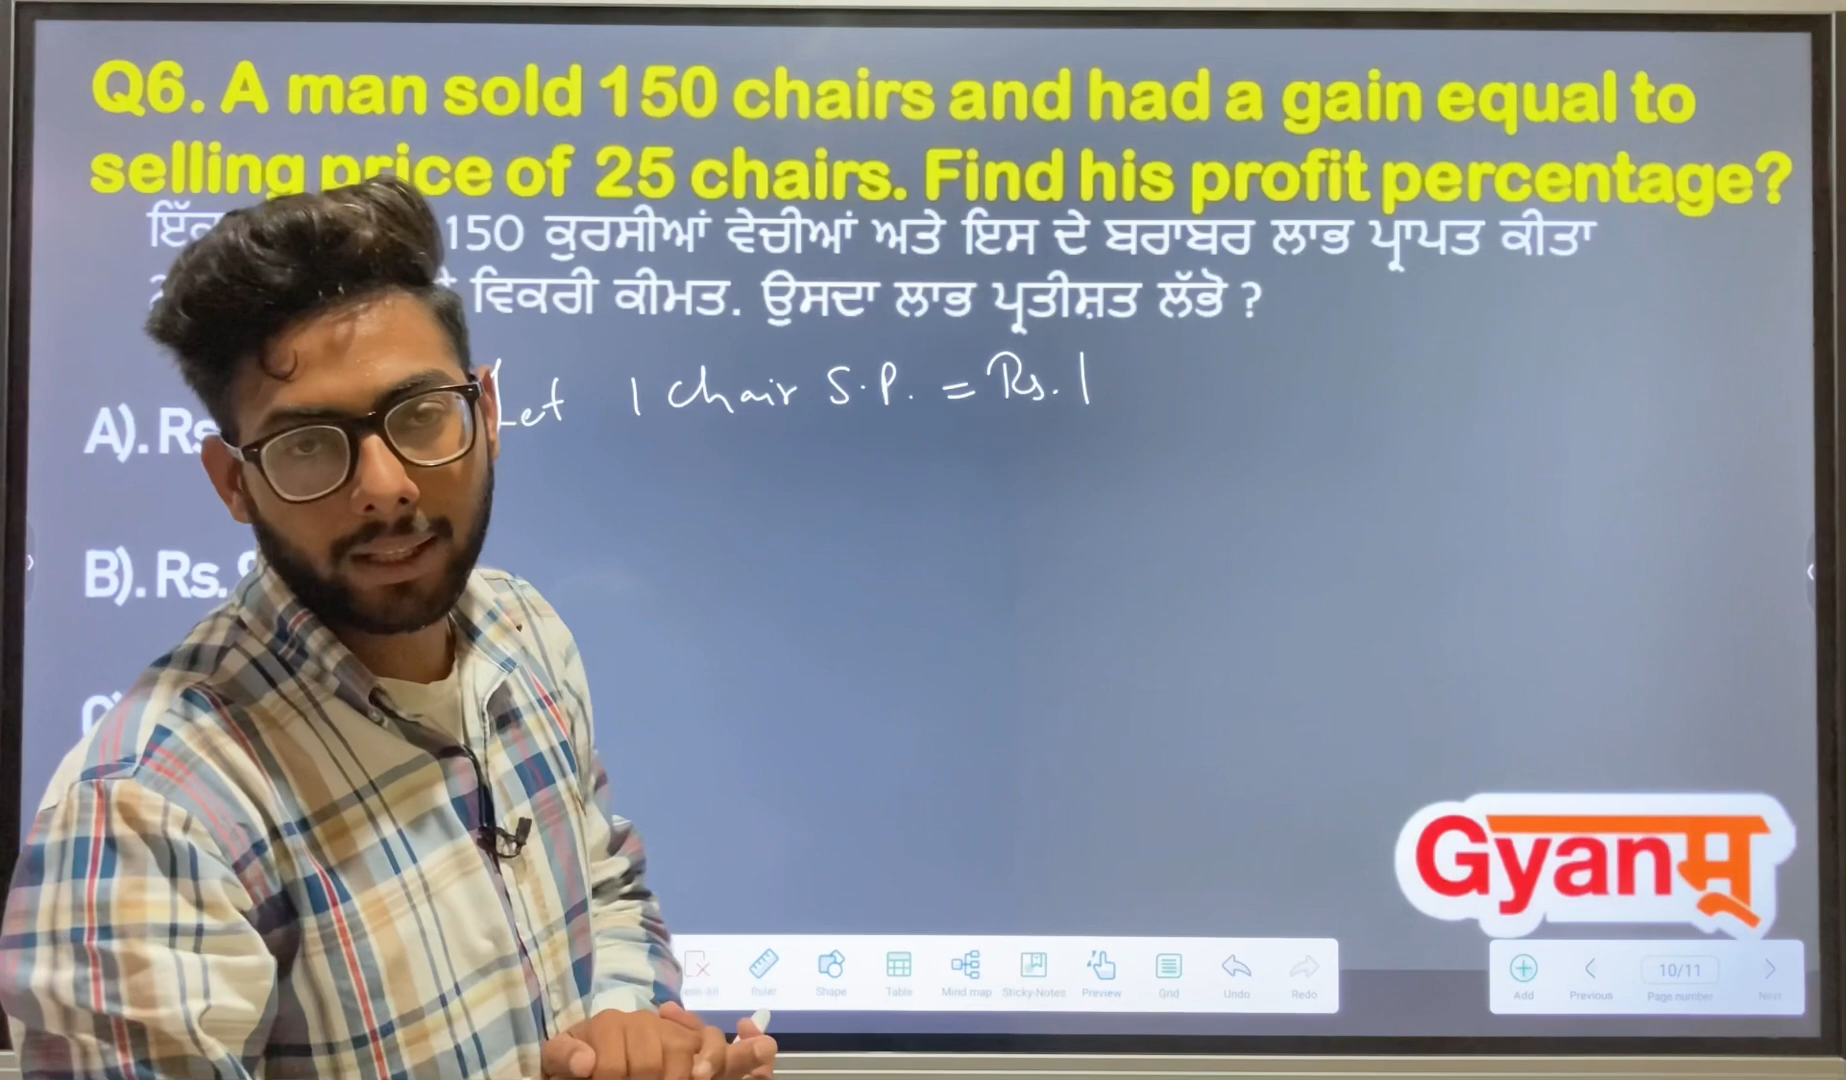 Q6. A man sold 150 chairs and had a gain equal to
selling price of 25 chairs. Find his profit percentage?
150 ਕੁਰਸੀਆਂ ਵੇਚੀਆਂ ਅਤੇ ਇਸ ਦੇ ਬਰਾਬਰ ਲਾਭ ਪ੍ਰਾਪਤ ਕੀਤਾ
ਵਿਕਰੀ ਕੀਮਤ. ਉਸਦਾ ਲਾਭ ਪ੍ਰਤੀਸ਼ਤ ਲੱਭੋ ?
Let 1 chair S.P. = Rs. 1
A). Rs
B). Rs.
Gyanम्
Ruler Shape Table Mind map Sticky-Notes Preview Grid Undo Redo
Add Previous 10/11 Page number Next